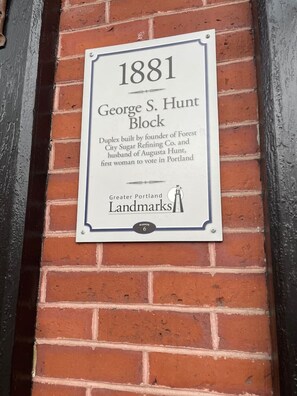 1881
George S. Hunt
Block
Duplex built by founder of Forest
City Sugar Refining Co. and
husband of Augusta Hunt,
first woman to vote in Portland
Greater Portland
Landmarks
6